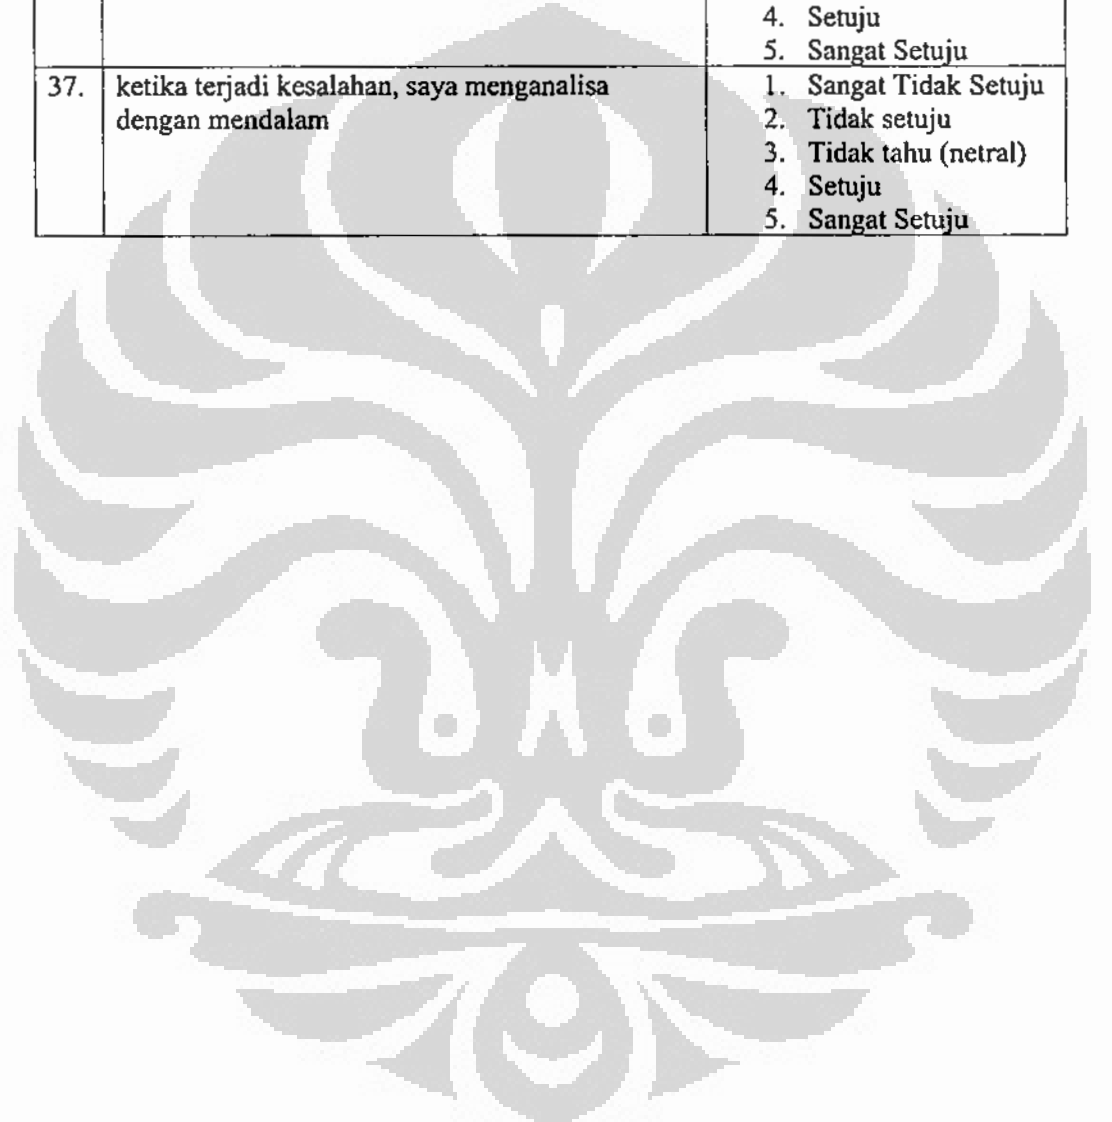 4. Setuju
5. Sangat Setuju
37. ketika terjadi kesalahan, saya menganalisa
dengan mendalam
1. Sangat Tidak Setuju
2. Tidak setuju
3. Tidak tahu (netral)
4. Setuju
5. Sangat Setuju